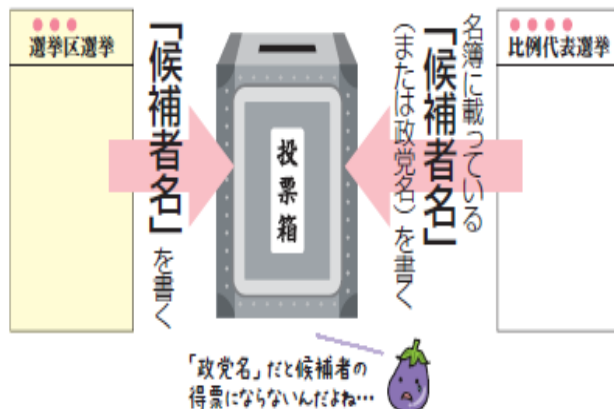 選挙区選挙
「候補者名」を書く
投票箱
比例代表選挙
名簿に載っている
「候補者名」
（または政党名）を書く
「政党名」だと候補者の
得票にならないんだよね…